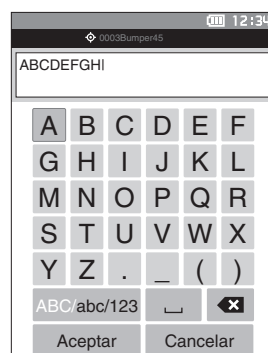 12:34
0003Bumper45
ABCDEFGHI
A B C D E F
G H I J K L
M N O P Q R
S T U V W X
Y Z . _ ( )
ABC/abc/123
Aceptar Cancelar